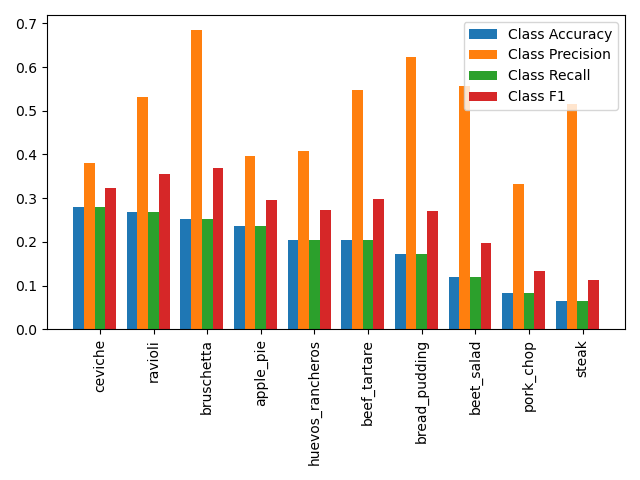 0.7
0.6
0.5
0.4
0.3
0.2
0.1
0.0
Class Accuracy
Class Precision
Class Recall
Class F1
ceviche
ravioli
bruschetta
apple_pie
huevos_rancheros
beef_tartare
bread_pudding
beet_salad
pork_chop
steak